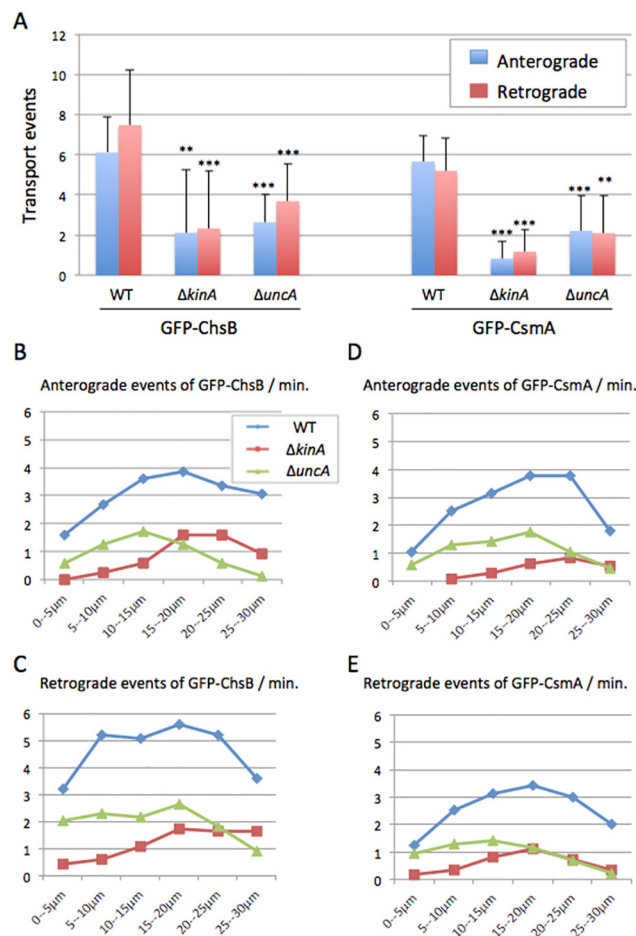 A
Transport events
12
10
8
6
4
2
0
Anterograde
Retrograde
** *** *** *** *** *** *** **
WT ΔkinA ΔuncA WT ΔkinA ΔuncA
GFP-ChsB GFP-CsmA
B
Anterograde events of GFP-ChsB / min.
6
5
4
3
2
1
0
WT
ΔkinA
ΔuncA
0--5μm 5--10μm 10--15μm 15--20μm 20--25μm 25--30μm
D
Anterograde events of GFP-CsmA / min.
6
5
4
3
2
1
0
0--5μm 5--10μm 10--15μm 15--20μm 20--25μm 25--30μm
C
Retrograde events of GFP-ChsB / min.
6
5
4
3
2
1
0
0--5μm 5--10μm 10--15μm 15--20μm 20--25μm 25--30μm
E
Retrograde events of GFP-CsmA / min.
6
5
4
3
2
1
0
0--5μm 5--10μm 10--15μm 15--20μm 20--25μm 25--30μm